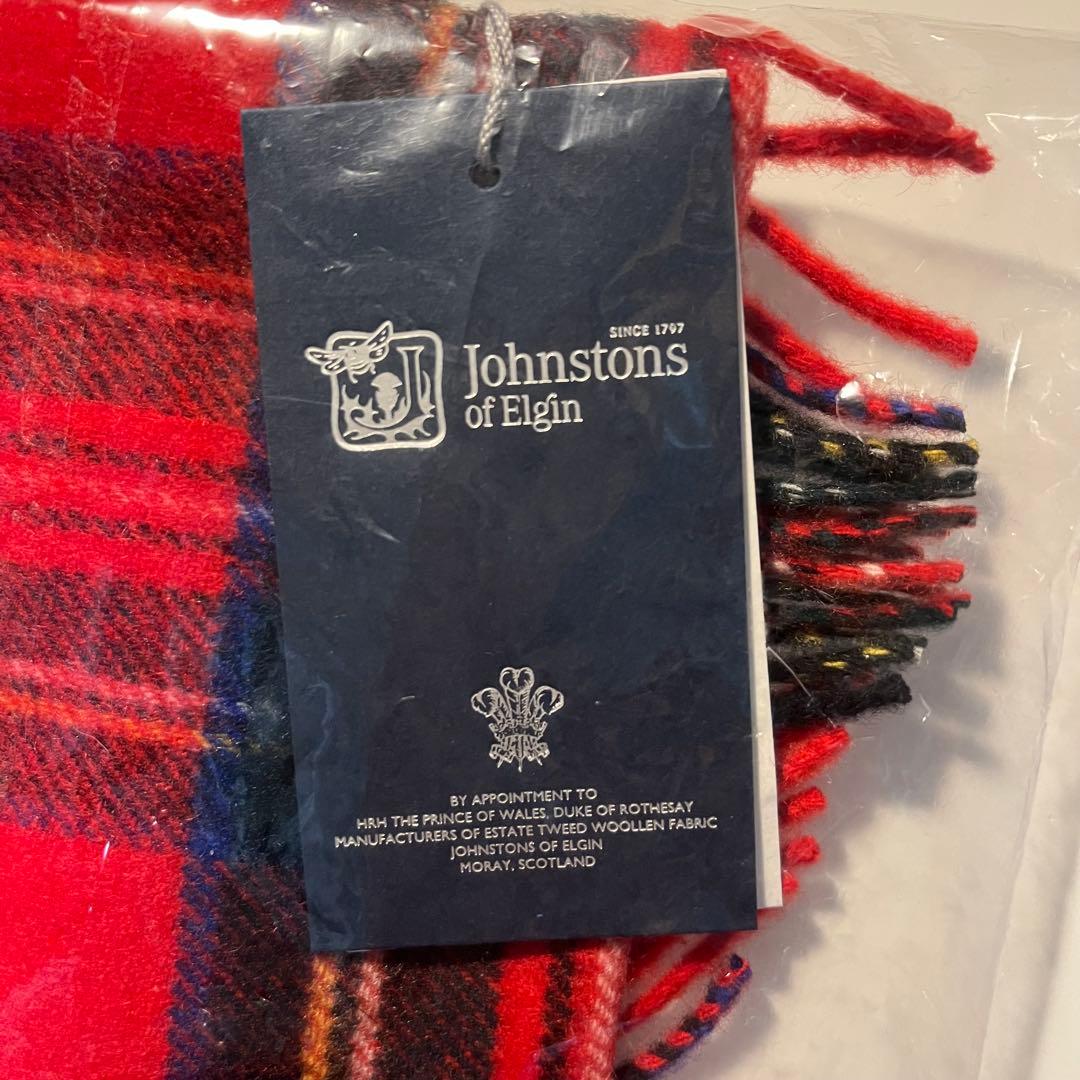 SINCE 1797
Johnstons
of Elgin
BY APPOINTMENT TO
HRH THE PRINCE OF WALES, DUKE OF ROTHESAY
MANUFACTURERS OF ESTATE TWEED WOOLLEN FABRIC
JOHNSTONS OF ELGIN
MORAY, SCOTLAND